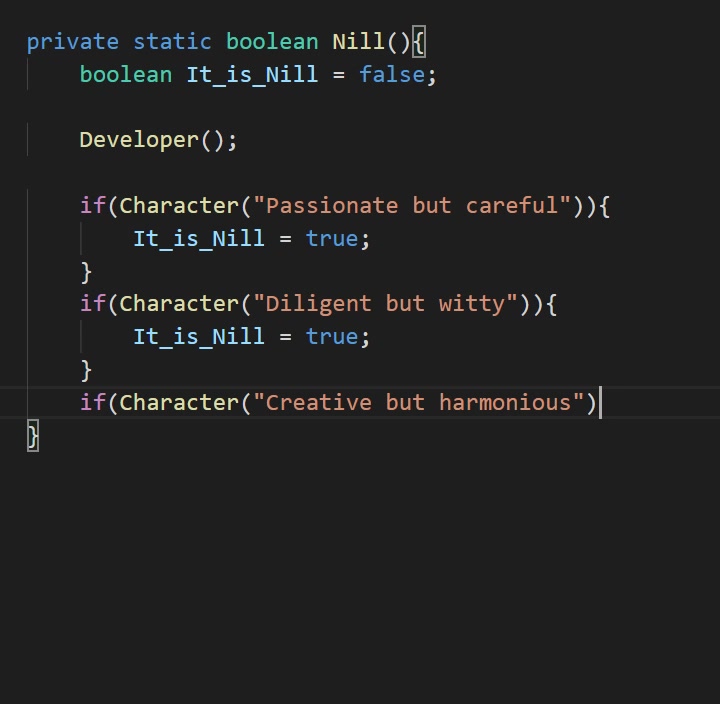 private static boolean Nill(){
    boolean It_is_Nill = false;

    Developer();

    if(Character("Passionate but careful")){
        It_is_Nill = true;
    }
    if(Character("Diligent but witty")){
        It_is_Nill = true;
    }
    if(Character("Creative but harmonious")
}